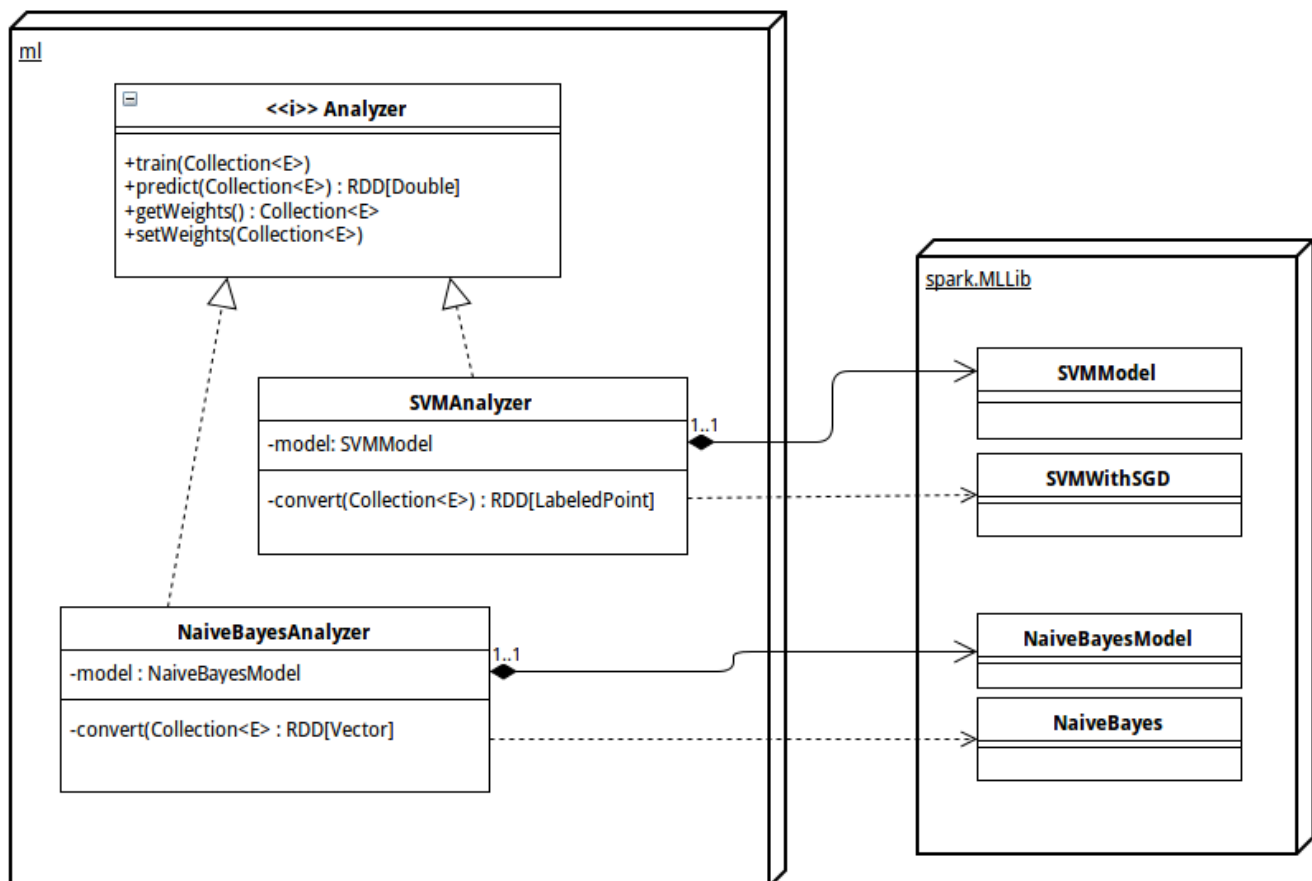 ml
<<i>> Analyzer
+train(Collection<E>)
+predict(Collection<E>) : RDD[Double]
+getWeights() : Collection<E>
+setWeights(Collection<E>)
SVMAnalyzer
-model: SVMModel
-convert(Collection<E>) : RDD[LabeledPoint]
1..1
NaiveBayesAnalyzer
-model : NaiveBayesModel
-convert(Collection<E : RDD[Vector]
1..1
spark.MLLib
SVMModel
SVMWithSGD
NaiveBayesModel
NaiveBayes